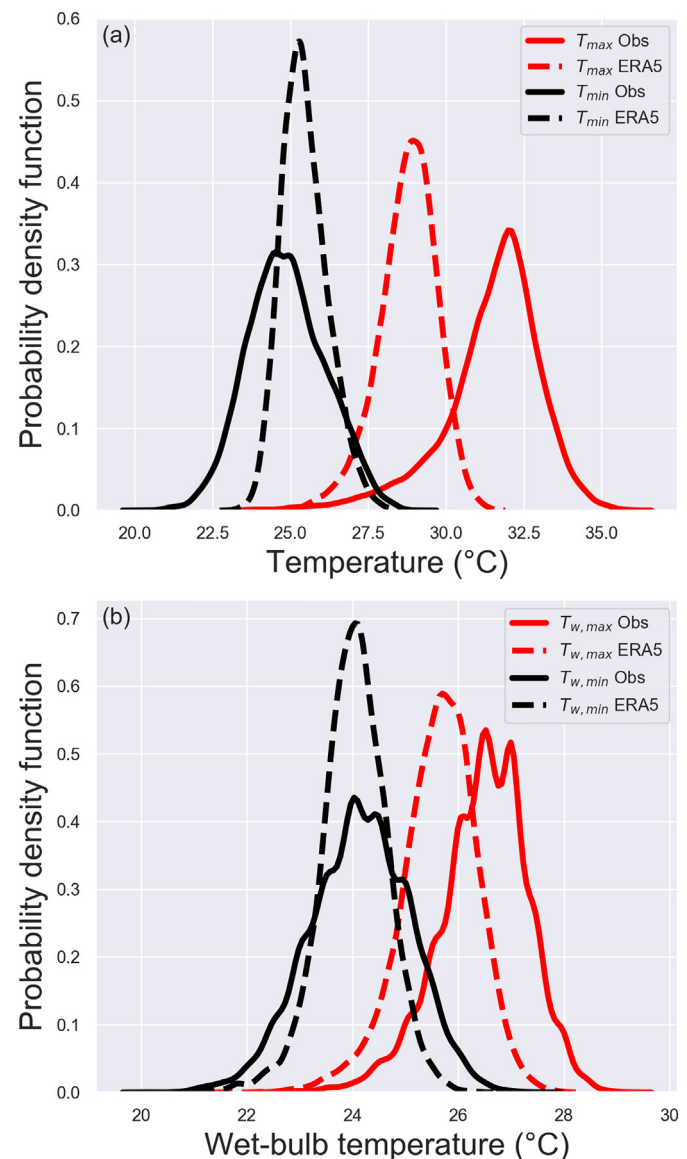 (a)
T_max Obs
T_max ERA5
T_min Obs
T_min ERA5
0.6
0.5
0.4
0.3
0.2
0.1
0.0
Probability density function
20.0 22.5 25.0 27.5 30.0 32.5 35.0
Temperature (°C)
(b)
T_w,max Obs
T_w,max ERA5
T_w,min Obs
T_w,min ERA5
0.7
0.6
0.5
0.4
0.3
0.2
0.1
0.0
Probability density function
20 22 24 26 28 30
Wet-bulb temperature (°C)